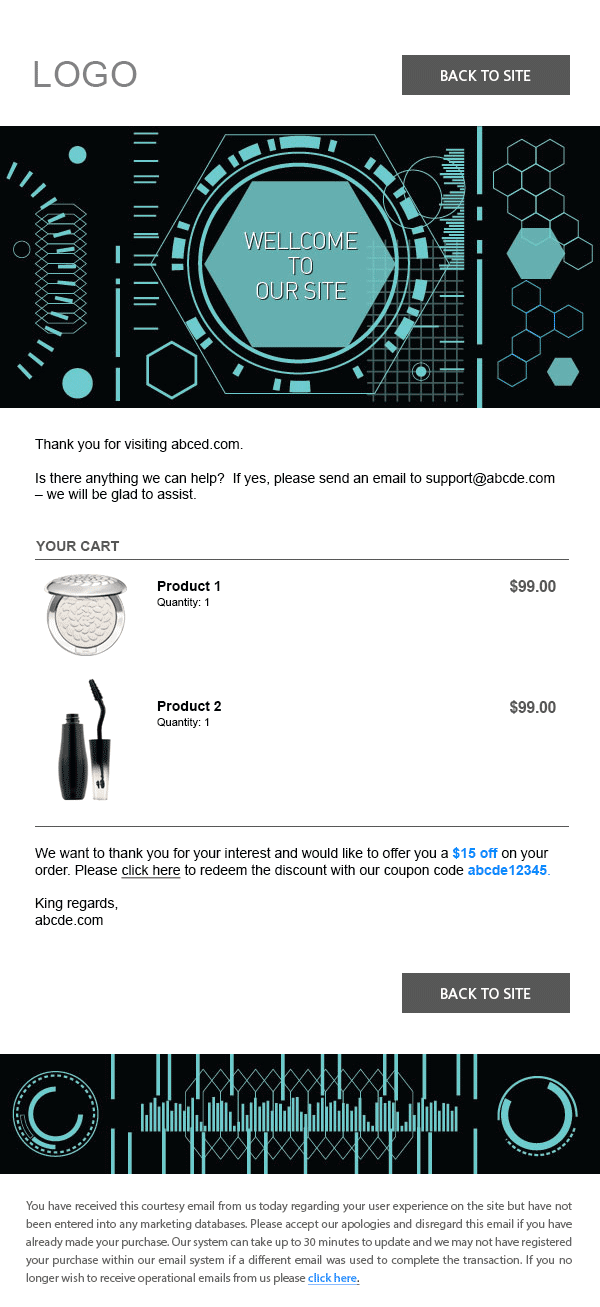 LOGO
BACK TO SITE
WELLCOME
TO
OUR SITE
Thank you for visiting abced.com.
Is there anything we can help?  If yes, please send an email to support@abcde.com
– we will be glad to assist.
YOUR CART
Product 1
Quantity: 1
$99.00
Product 2
Quantity: 1
$99.00
We want to thank you for your interest and would like to offer you a $15 off on your
order. Please click here to redeem the discount with our coupon code abcde12345.
King regards,
abcde.com
BACK TO SITE
You have received this courtesy email from us today regarding your user experience on the site but have not
been entered into any marketing databases. Please accept our apologies and disregard this email if you have
already made your purchase. Our system can take up to 30 minutes to update and we may not have registered
your purchase within our email system if a different email was used to complete the transaction. If you no
longer wish to receive operational emails from us please click here.